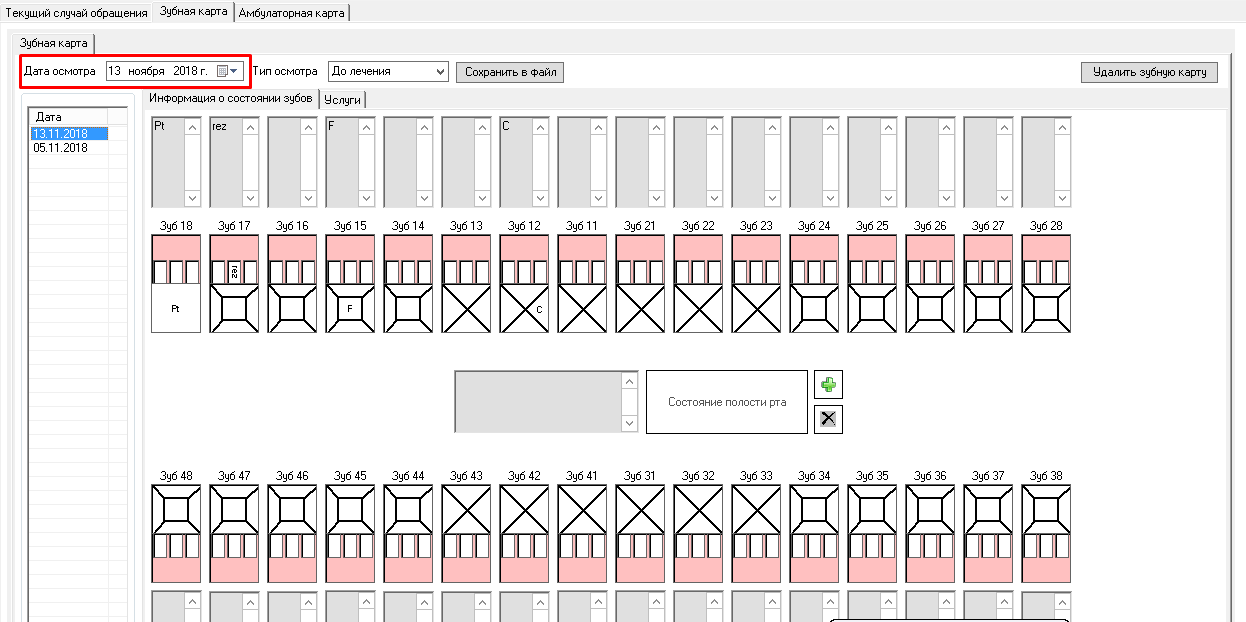 Текущий случай обращения Зубная карта Амбулаторная карта
Зубная карта
Дата осмотра 13 ноября 2018 г. Тип осмотра До лечения Сохранить в файл Удалить зубную карту
Информация о состоянии зубов Услуги
Дата
13.11.2018
05.11.2018
Pt rez F C
Зуб 18 Зуб 17 Зуб 16 Зуб 15 Зуб 14 Зуб 13 Зуб 12 Зуб 11 Зуб 21 Зуб 22 Зуб 23 Зуб 24 Зуб 25 Зуб 26 Зуб 27 Зуб 28
rez
Pt F C
Состояние полости рта
Зуб 48 Зуб 47 Зуб 46 Зуб 45 Зуб 44 Зуб 43 Зуб 42 Зуб 41 Зуб 31 Зуб 32 Зуб 33 Зуб 34 Зуб 35 Зуб 36 Зуб 37 Зуб 38